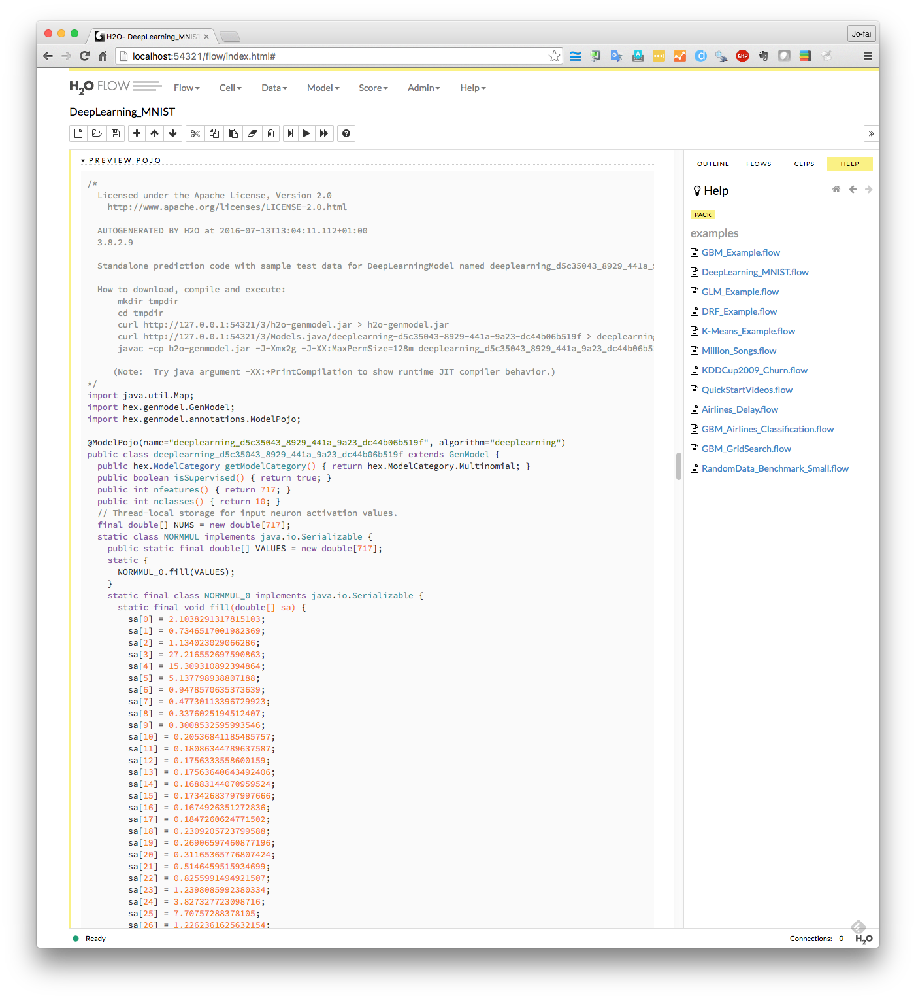 H2O- DeepLearning_MNIST
Jo-fai
localhost:54321/flow/index.html#
ABP
H2O FLOW
Flow
Cell
Data
Model
Score
Admin
Help
DeepLearning_MNIST
PREVIEW POJO
/*
Licensed under the Apache License, Version 2.0
http://www.apache.org/licenses/LICENSE-2.0.html
AUTOGENERATED BY H2O at 2016-07-13T13:04:11.112+01:00
3.8.2.9
Standalone prediction code with sample test data for DeepLearningModel named deeplearning_d5c35043_8929_441a_
How to download, compile and execute:
mkdir tmpdir
cd tmpdir
curl http://127.0.0.1:54321/3/h2o-genmodel.jar > h2o-genmodel.jar
curl http://127.0.0.1:54321/3/Models.java/deeplearning-d5c35043-8929-441a-9a23-dc44b06b519f > deeplearning
javac -cp h2o-genmodel.jar -J-Xmx2g -J-XX:MaxPermSize=128m deeplearning_d5c35043_8929_441a_9a23_dc44b06b5
(Note:  Try java argument -XX:+PrintCompilation to show runtime JIT compiler behavior.)
*/
import java.util.Map;
import hex.genmodel.GenModel;
import hex.genmodel.annotations.ModelPojo;
@ModelPojo(name="deeplearning_d5c35043_8929_441a_9a23_dc44b06b519f", algorithm="deeplearning")
public class deeplearning_d5c35043_8929_441a_9a23_dc44b06b519f extends GenModel {
public hex.ModelCategory getModelCategory() { return hex.ModelCategory.Multinomial; }
public boolean isSupervised() { return true; }
public int nfeatures() { return 717; }
public int nclasses() { return 10; }
// Thread-local storage for input neuron activation values.
final double[] NUMS = new double[717];
static class NORMMUL implements java.io.Serializable {
public static final double[] VALUES = new double[717];
static {
NORMMUL_0.fill(VALUES);
}
static final class NORMMUL_0 implements java.io.Serializable {
static final void fill(double[] sa) {
sa[0] = 2.1038291317815103;
sa[1] = 0.7346517001982369;
sa[2] = 1.134023029066286;
sa[3] = 27.216552697590863;
sa[4] = 15.309310892394864;
sa[5] = 5.137798938807188;
sa[6] = 0.9478570635373639;
sa[7] = 0.47730113396729923;
sa[8] = 0.3376025194512407;
sa[9] = 0.3008532595993546;
sa[10] = 0.20536841185485757;
sa[11] = 0.18086344789637587;
sa[12] = 0.1756333558600159;
sa[13] = 0.17563640643492406;
sa[14] = 0.16883144070959524;
sa[15] = 0.17342683797997666;
sa[16] = 0.1674926351272836;
sa[17] = 0.1847260624771502;
sa[18] = 0.2309205723799588;
sa[19] = 0.26906597460877196;
sa[20] = 0.31165365776807424;
sa[21] = 0.5146459515934699;
sa[22] = 0.8255991494921507;
sa[23] = 1.2398085992380334;
sa[24] = 3.827327723098716;
sa[25] = 7.70757288378105;
sa[26] = 1.2262361625632154;
OUTLINE
FLOWS
CLIPS
HELP
Help
PACK
examples
GBM_Example.flow
DeepLearning_MNIST.flow
GLM_Example.flow
DRF_Example.flow
K-Means_Example.flow
Million_Songs.flow
KDDCup2009_Churn.flow
QuickStartVideos.flow
Airlines_Delay.flow
GBM_Airlines_Classification.flow
GBM_GridSearch.flow
RandomData_Benchmark_Small.flow
Ready
Connections: 0
H2O